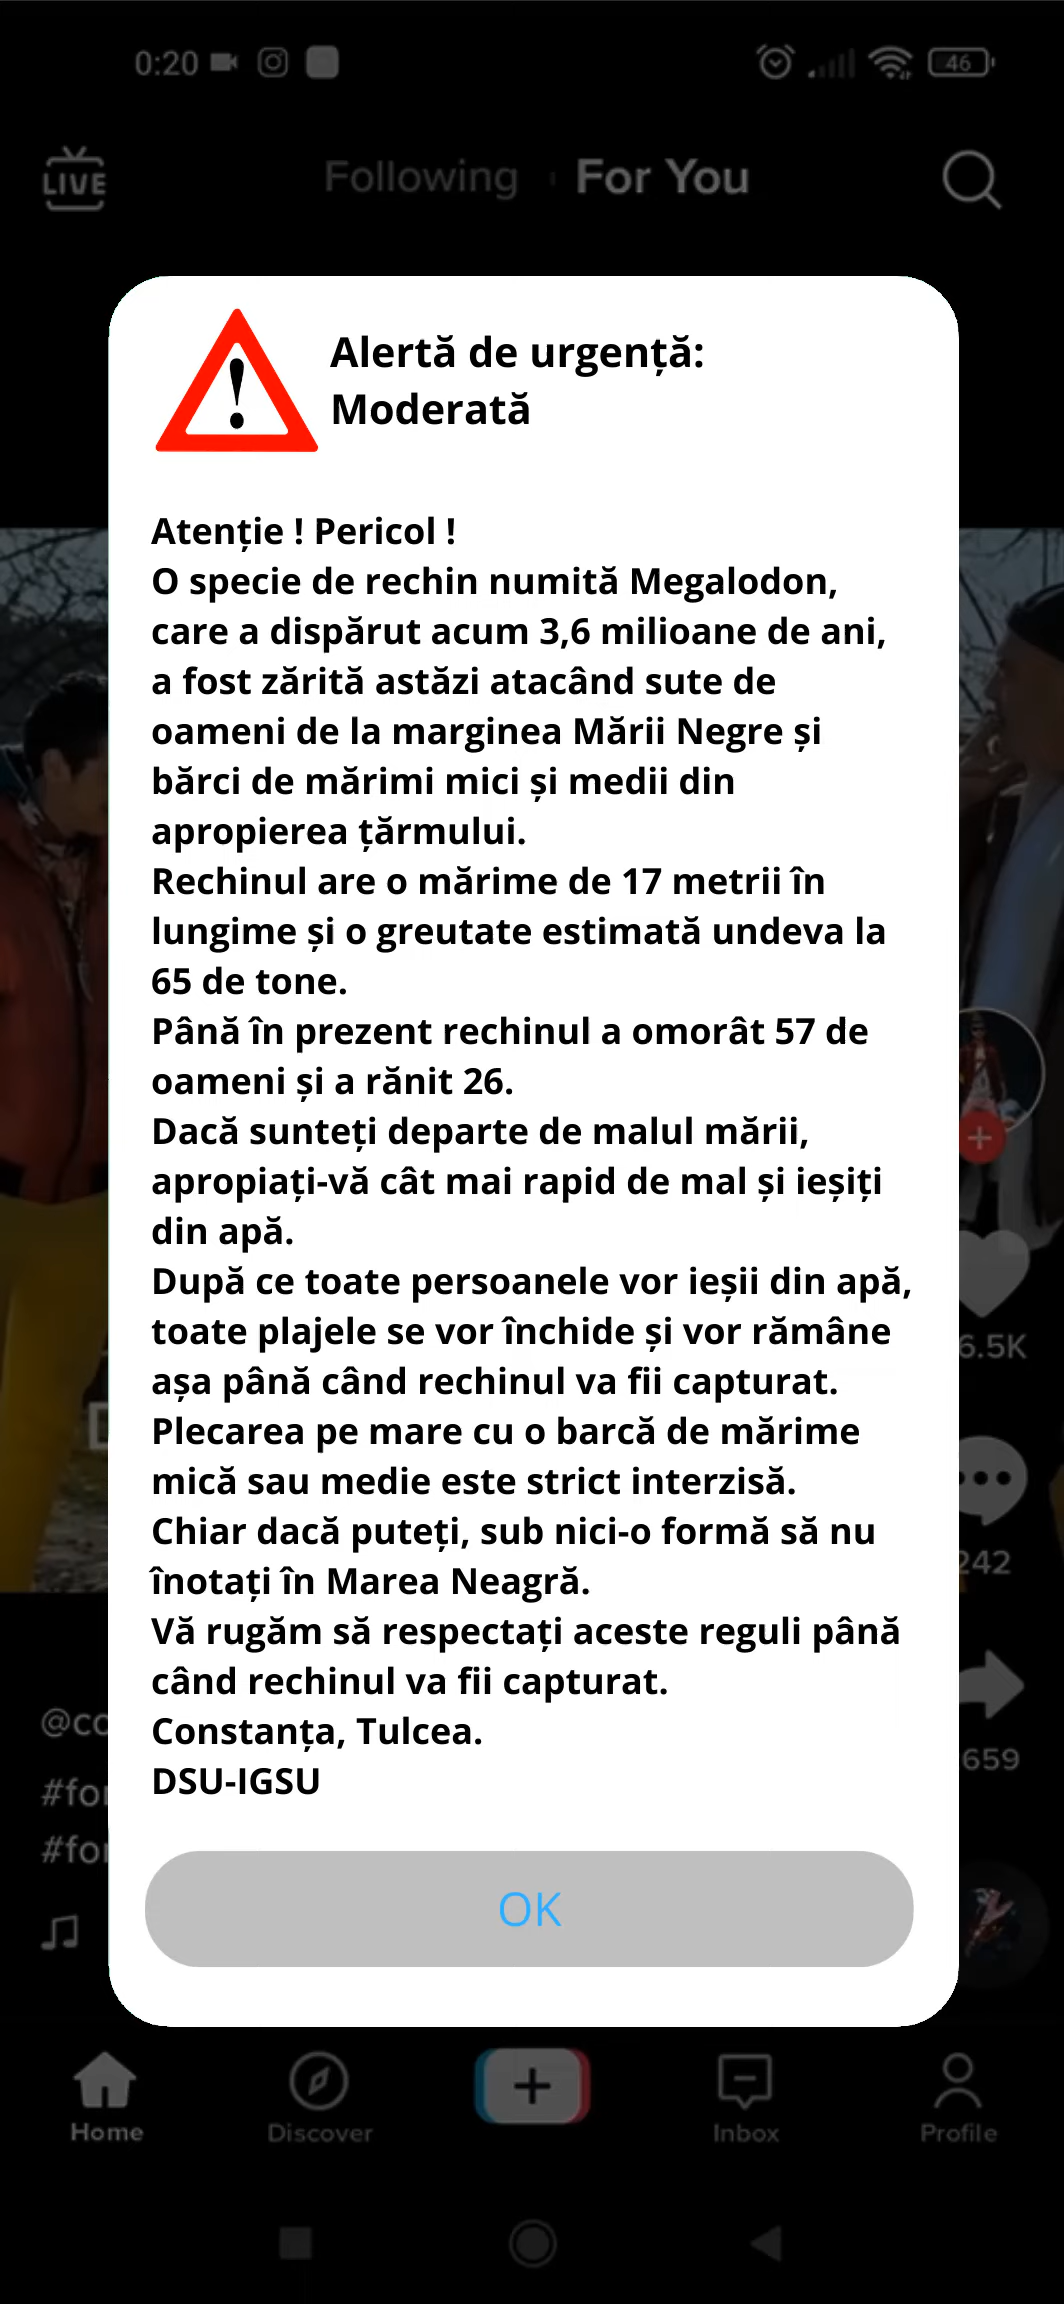 0:20
46
LIVE
Following
For You
Alertă de urgență:
Moderată
Atenție ! Pericol !
O specie de rechin numită Megalodon,
care a dispărut acum 3,6 milioane de ani,
a fost zărită astăzi atacând sute de
oameni de la marginea Mării Negre și
bărci de mărimi mici și medii din
apropierea țărmului.
Rechinul are o mărime de 17 metrii în
lungime și o greutate estimată undeva la
65 de tone.
Până în prezent rechinul a omorât 57 de
oameni și a rănit 26.
Dacă sunteți departe de malul mării,
apropiați-vă cât mai rapid de mal și ieșiți
din apă.
După ce toate persoanele vor ieșii din apă,
toate plajele se vor închide și vor rămâne
așa până când rechinul va fii capturat.
Plecarea pe mare cu o barcă de mărime
mică sau medie este strict interzisă.
Chiar dacă puteți, sub nici-o formă să nu
înotați în Marea Neagră.
Vă rugăm să respectați aceste reguli până
când rechinul va fii capturat.
Constanța, Tulcea.
DSU-IGSU
OK
6.5K
242
659
@co
#for
#for
Home
Discover
Inbox
Profile